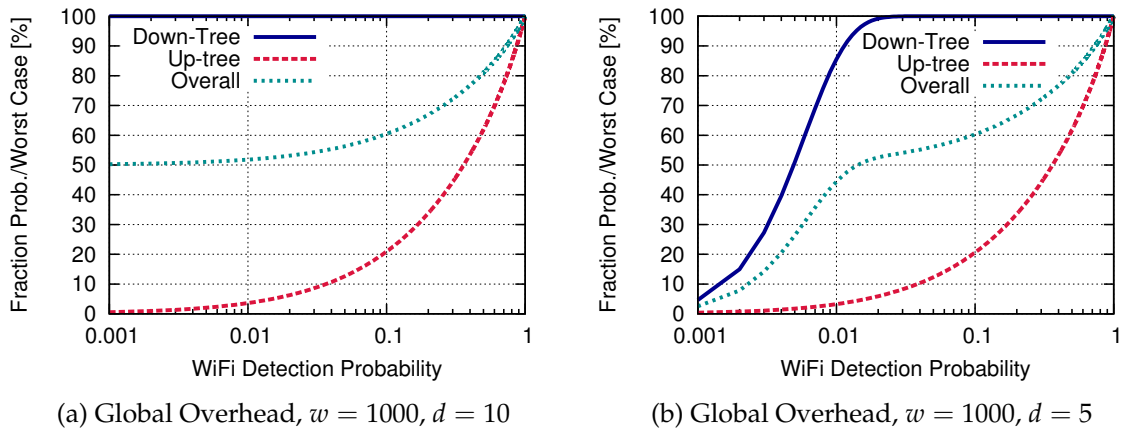 Fraction Prob./Worst Case [%]
100
90
80
70
60
50
40
30
20
10
0
Down-Tree
Up-tree
Overall
0.001
0.01
0.1
1
WiFi Detection Probability
(a) Global Overhead, w = 1000, d = 10
Fraction Prob./Worst Case [%]
100
90
80
70
60
50
40
30
20
10
0
Down-Tree
Up-tree
Overall
0.001
0.01
0.1
1
WiFi Detection Probability
(b) Global Overhead, w = 1000, d = 5